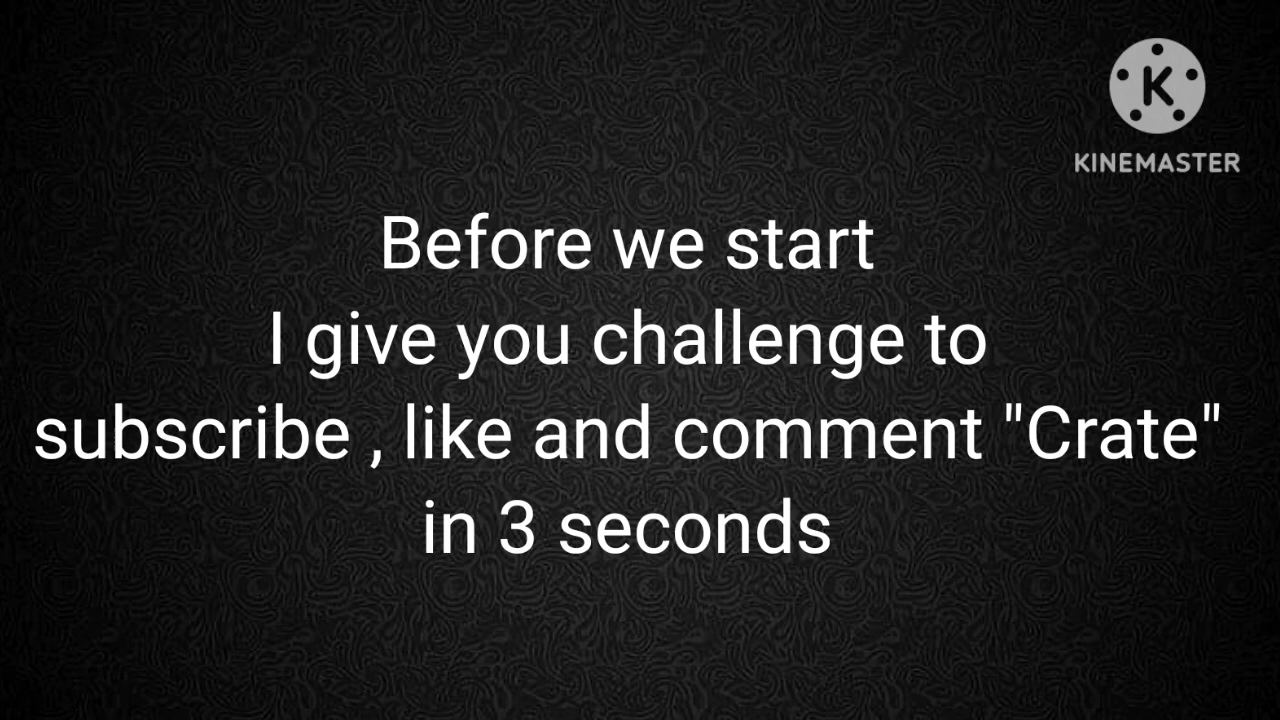 K
KINEMASTER
Before we start
I give you challenge to
subscribe , like and comment "Crate"
in 3 seconds